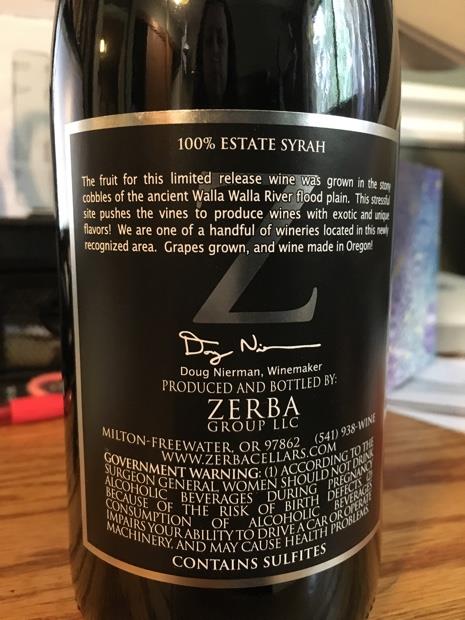 100% ESTATE SYRAH
The fruit for this limited release wine was grown in the stony
cobbles of the ancient Walla Walla River flood plain. This stressful
site pushes the vines to produce wines with exotic and unique
flavors! We are one of a handful of wineries located in this newly
recognized area. Grapes grown, and wine made in Oregon!
Z
Doug Nierman, Winemaker
PRODUCED AND BOTTLED BY:
ZERBA
GROUP LLC
MILTON-FREEWATER, OR 97862 (541) 938-WINE
WWW.ZERBACELLARS.COM
GOVERNMENT WARNING: (1) ACCORDING TO THE
SURGEON GENERAL, WOMEN SHOULD NOT DRINK
ALCOHOLIC BEVERAGES DURING PREGNANCY
BECAUSE OF THE RISK OF BIRTH DEFECTS.
CONSUMPTION OF ALCOHOLIC BEVERAGES
IMPAIRS YOUR ABILITY TO DRIVE A CAR OR OPERATE
MACHINERY, AND MAY CAUSE HEALTH PROBLEMS.
CONTAINS SULFITES